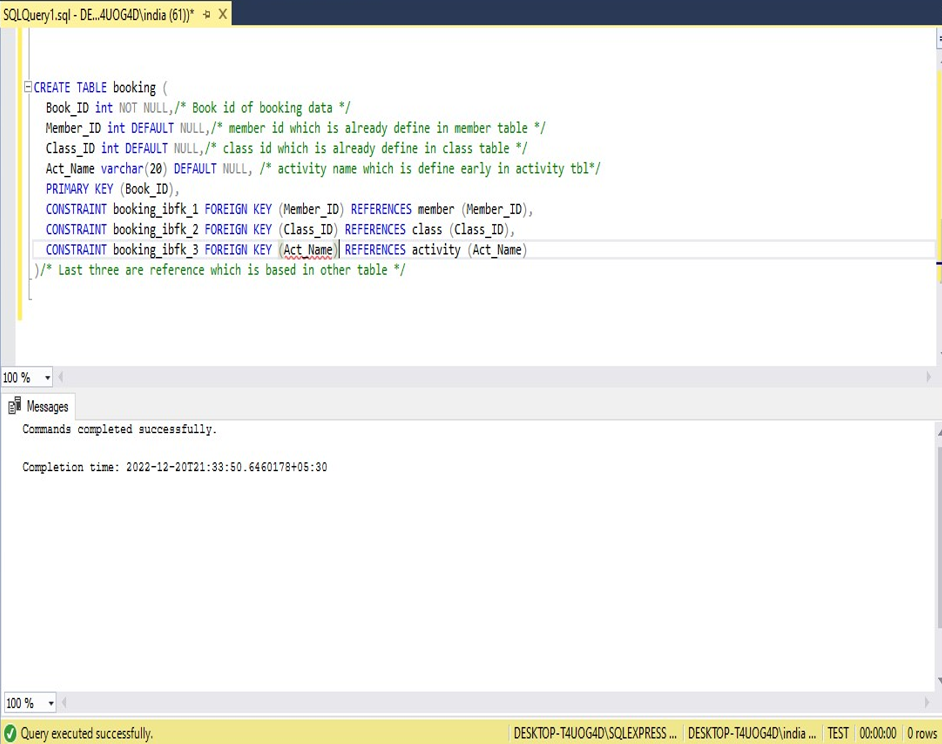 SQLQuery1.sql - DE...4UOG4D\india (61))*
CREATE TABLE booking (
Book_ID int NOT NULL,/* Book id of booking data */
Member_ID int DEFAULT NULL,/* member id which is already define in member table */
Class_ID int DEFAULT NULL,/* class id which is already define in class table */
Act_Name varchar(20) DEFAULT NULL, /* activity name which is define early in activity tbl*/
PRIMARY KEY (Book_ID),
CONSTRAINT booking_ibfk_1 FOREIGN KEY (Member_ID) REFERENCES member (Member_ID),
CONSTRAINT booking_ibfk_2 FOREIGN KEY (Class_ID) REFERENCES class (Class_ID),
CONSTRAINT booking_ibfk_3 FOREIGN KEY (Act_Name) REFERENCES activity (Act_Name)
)/* Last three are reference which is based in other table */
100 %
Messages
Commands completed successfully.
Completion time: 2022-12-20T21:33:50.6460178+05:30
100 %
Query executed successfully. DESKTOP-T4UOG4D\SQLEXPRESS ... DESKTOP-T4UOG4D\india ... TEST 00:00:00 0 rows